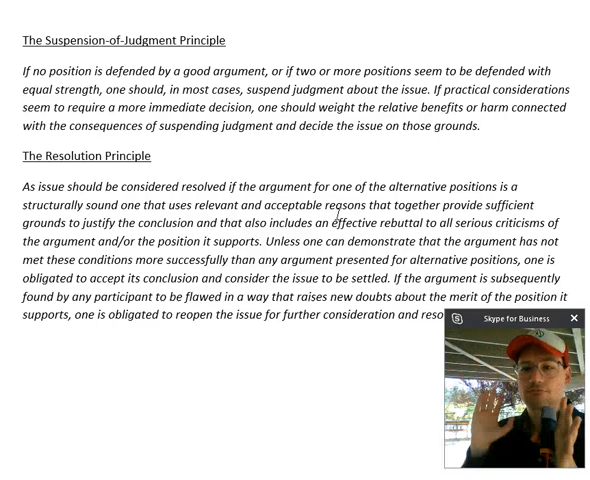 The Suspension-of-Judgment Principle
If no position is defended by a good argument, or if two or more positions seem to be defended with
equal strength, one should, in most cases, suspend judgment about the issue. If practical considerations
seem to require a more immediate decision, one should weight the relative benefits or harm connected
with the consequences of suspending judgment and decide the issue on those grounds.
The Resolution Principle
As issue should be considered resolved if the argument for one of the alternative positions is a
structurally sound one that uses relevant and acceptable reasons that together provide sufficient
grounds to justify the conclusion and that also includes an effective rebuttal to all serious criticisms of
the argument and/or the position it supports. Unless one can demonstrate that the argument has not
met these conditions more successfully than any argument presented for alternative positions, one is
obligated to accept its conclusion and consider the issue to be settled. If the argument is subsequently
found by any participant to be flawed in a way that raises new doubts about the merit of the position it
supports, one is obligated to reopen the issue for further consideration and reso
Skype for Business